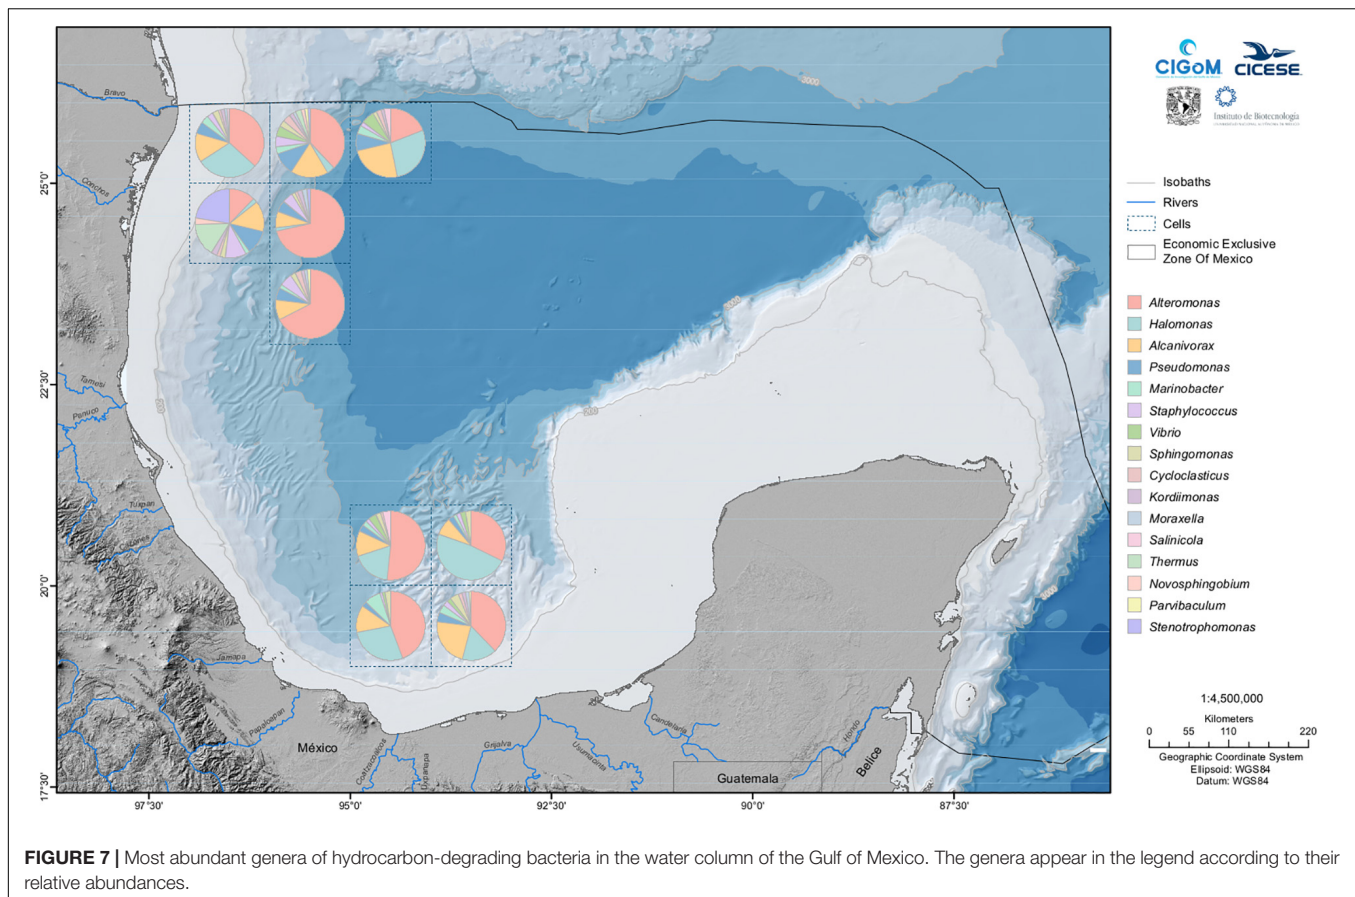 CIGoM
CICESE
Instituto de Biotecnología
Bravo
3000
Conchos
25°0'
Isobaths
Rivers
Cells
Economic Exclusive
Zone Of Mexico
Alteromonas
Halomonas
Alcanivorax
Pseudomonas
Marinobacter
Staphylococcus
Vibrio
Sphingomonas
Cycloclasticus
Kordiimonas
Moraxella
Salinicola
Thermus
Novosphingobium
Parvibaculum
Stenotrophomonas
22°30'
Tamesi
Panuco
200
200
Tuxpan
Cazones
20°0'
Jamapa
Papaloapan
México
Coatzacoalcos
Grijalva
Usumacinta
Candelaria
Hondo
Guatemala
Belice
17°30'
97°30'
95°0'
92°30'
90°0'
87°30'
1:4,500,000
Kilometers
0 55 110 220
Geographic Coordinate System
Ellipsoid: WGS84
Datum: WGS84
FIGURE 7 | Most abundant genera of hydrocarbon-degrading bacteria in the water column of the Gulf of Mexico. The genera appear in the legend according to their
relative abundances.